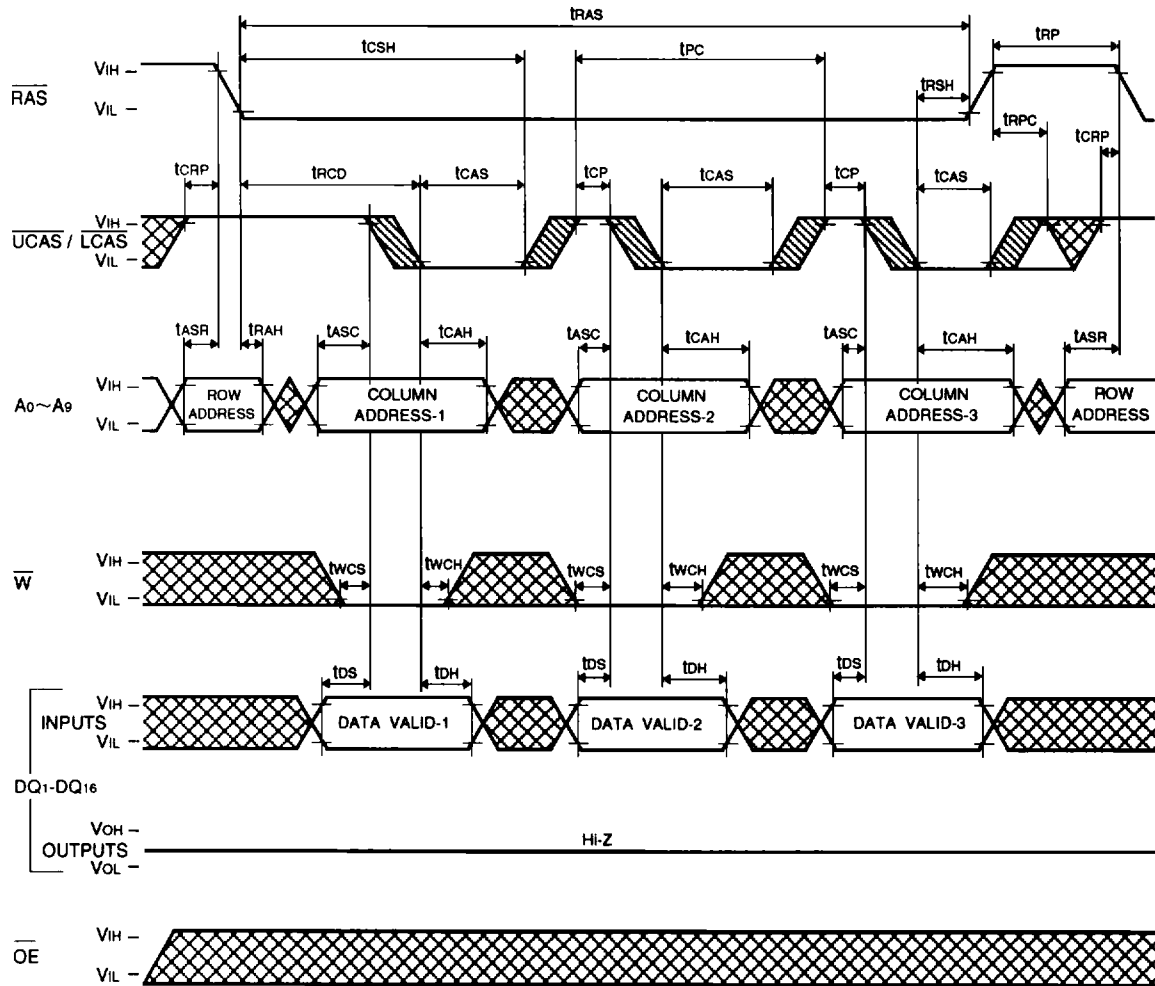 tRAS
tCSH tPC tRP
VIH
RAS
VIL
tRSH
tRPC
tCRP
tCRP tRCD tCAS tCP tCAS tCP tCAS
VIH
UCAS / LCAS
VIL
tASR tRAH tASC tCAH tASC tCAH tASC tCAH tASR
VIH
A0~A9
VIL
ROW ADDRESS
COLUMN ADDRESS-1
COLUMN ADDRESS-2
COLUMN ADDRESS-3
ROW ADDRESS
VIH
W
VIL
tWCS tWCH tWCS tWCH tWCS tWCH
tDS tDH tDS tDH tDS tDH
VIH
INPUTS
VIL
DATA VALID-1 DATA VALID-2 DATA VALID-3
DQ1-DQ16
VOH
OUTPUTS
VOL
Hi-Z
VIH
OE
VIL